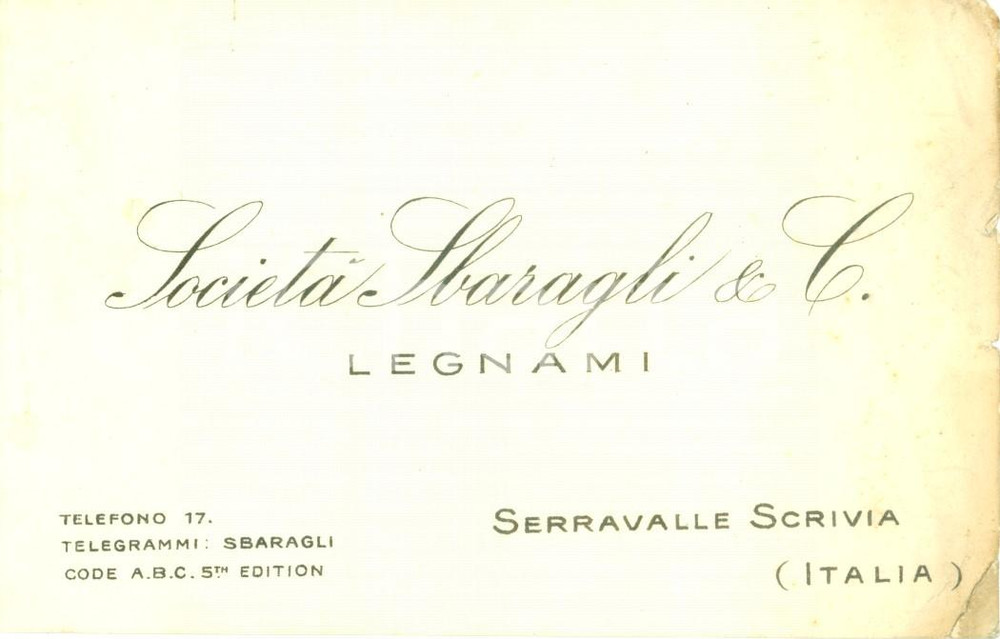 Società Sbaragli & C.
LEGNAMI
TELEFONO 17.
TELEGRAMMI: SBARAGLI
CODE A.B.C. 5TH EDITION
SERRAVALLE SCRIVIA
(ITALIA)